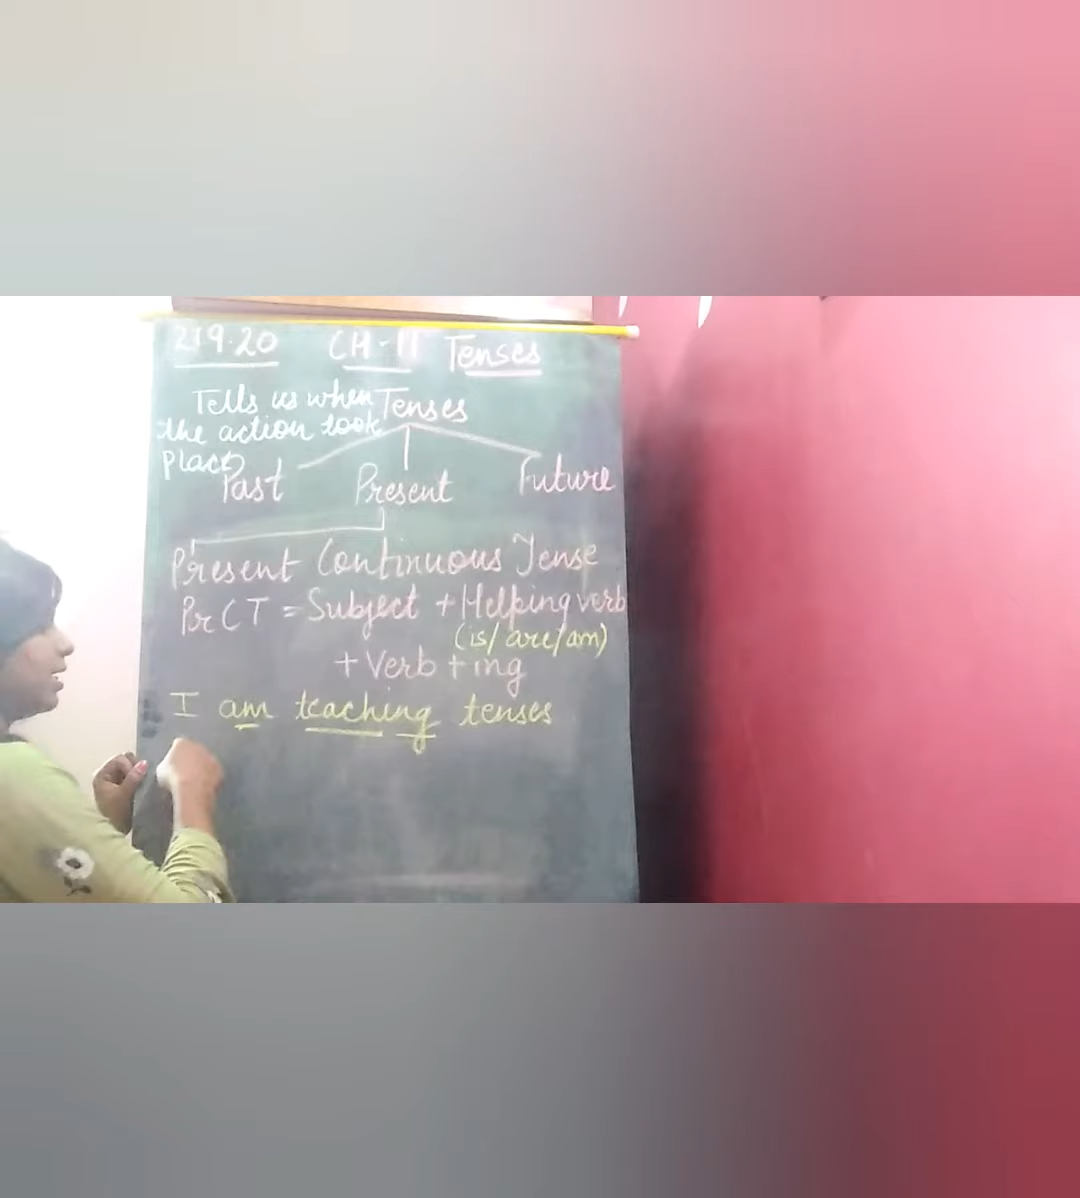 21.9.20 CH-11 Tenses
Tells us when
the action took
place
Tenses
Past Present Future
Present Continuous Tense
PrCT = Subject + Helping verb
(is/are/am)
+ Verb + ing
I am teaching tenses